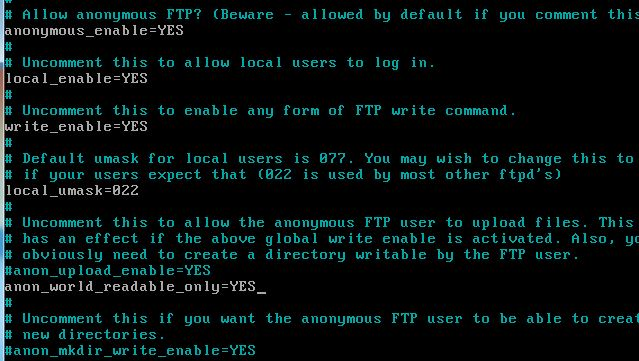 #
# Allow anonymous FTP? (Beware - allowed by default if you comment this
anonymous_enable=YES
#
# Uncomment this to allow local users to log in.
local_enable=YES
#
# Uncomment this to enable any form of FTP write command.
write_enable=YES
#
# Default umask for local users is 077. You may wish to change this to
# if your users expect that (022 is used by most other ftpd's)
local_umask=022
#
# Uncomment this to allow the anonymous FTP user to upload files. This
# has an effect if the above global write enable is activated. Also, yo
# obviously need to create a directory writable by the FTP user.
#anon_upload_enable=YES
anon_world_readable_only=YES_
#
# Uncomment this if you want the anonymous FTP user to be able to creat
# new directories.
#anon_mkdir_write_enable=YES